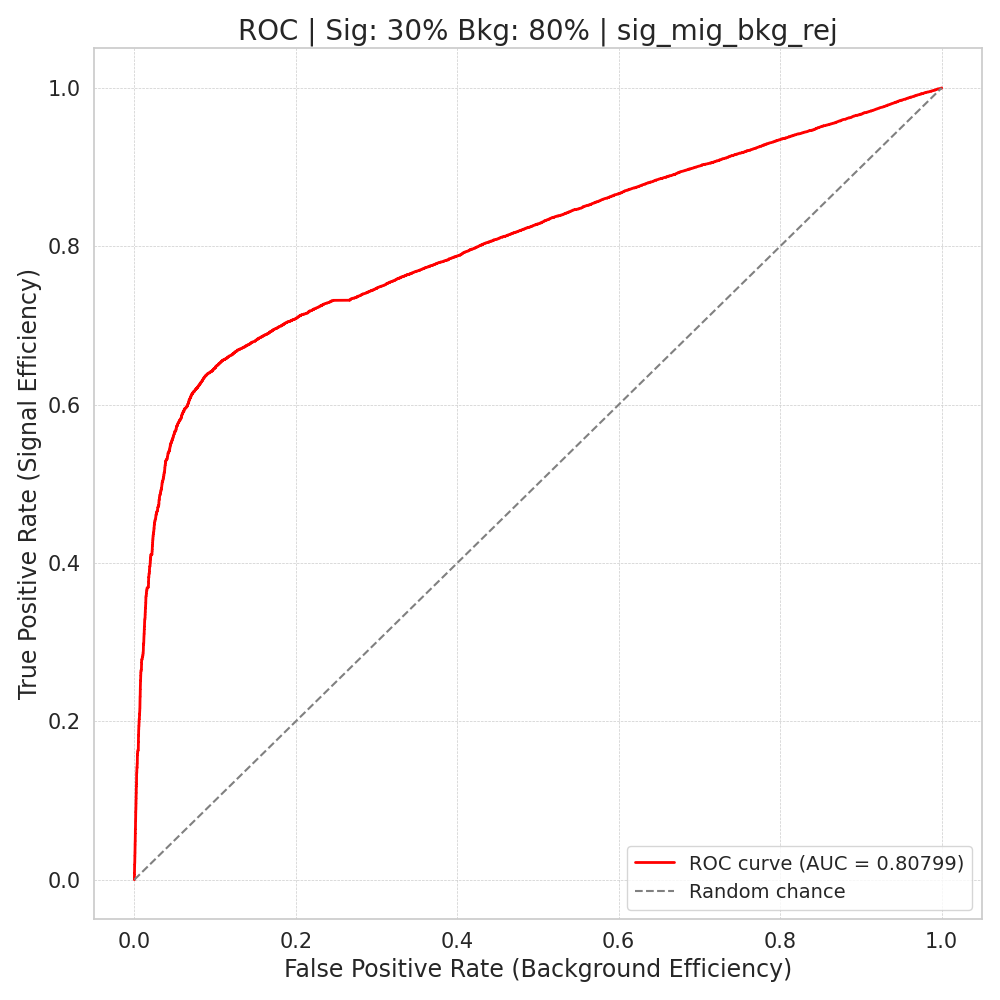 ROC | Sig: 30% Bkg: 80% | sig_mig_bkg_rej
True Positive Rate (Signal Efficiency)
1.0
0.8
0.6
0.4
0.2
0.0
ROC curve (AUC = 0.80799)
Random chance
0.0 0.2 0.4 0.6 0.8 1.0
False Positive Rate (Background Efficiency)